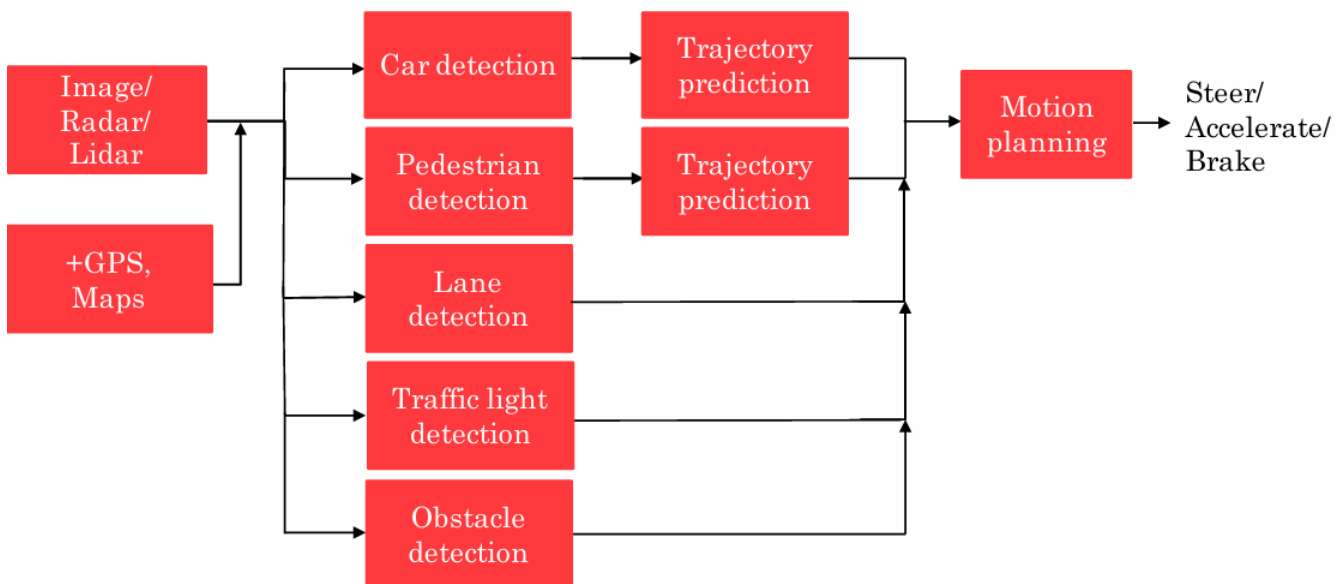 Image/
Radar/
Lidar
+GPS,
Maps
Car detection
Trajectory
prediction
Pedestrian
detection
Trajectory
prediction
Lane
detection
Traffic light
detection
Obstacle
detection
Motion
planning
Steer/
Accelerate/
Brake